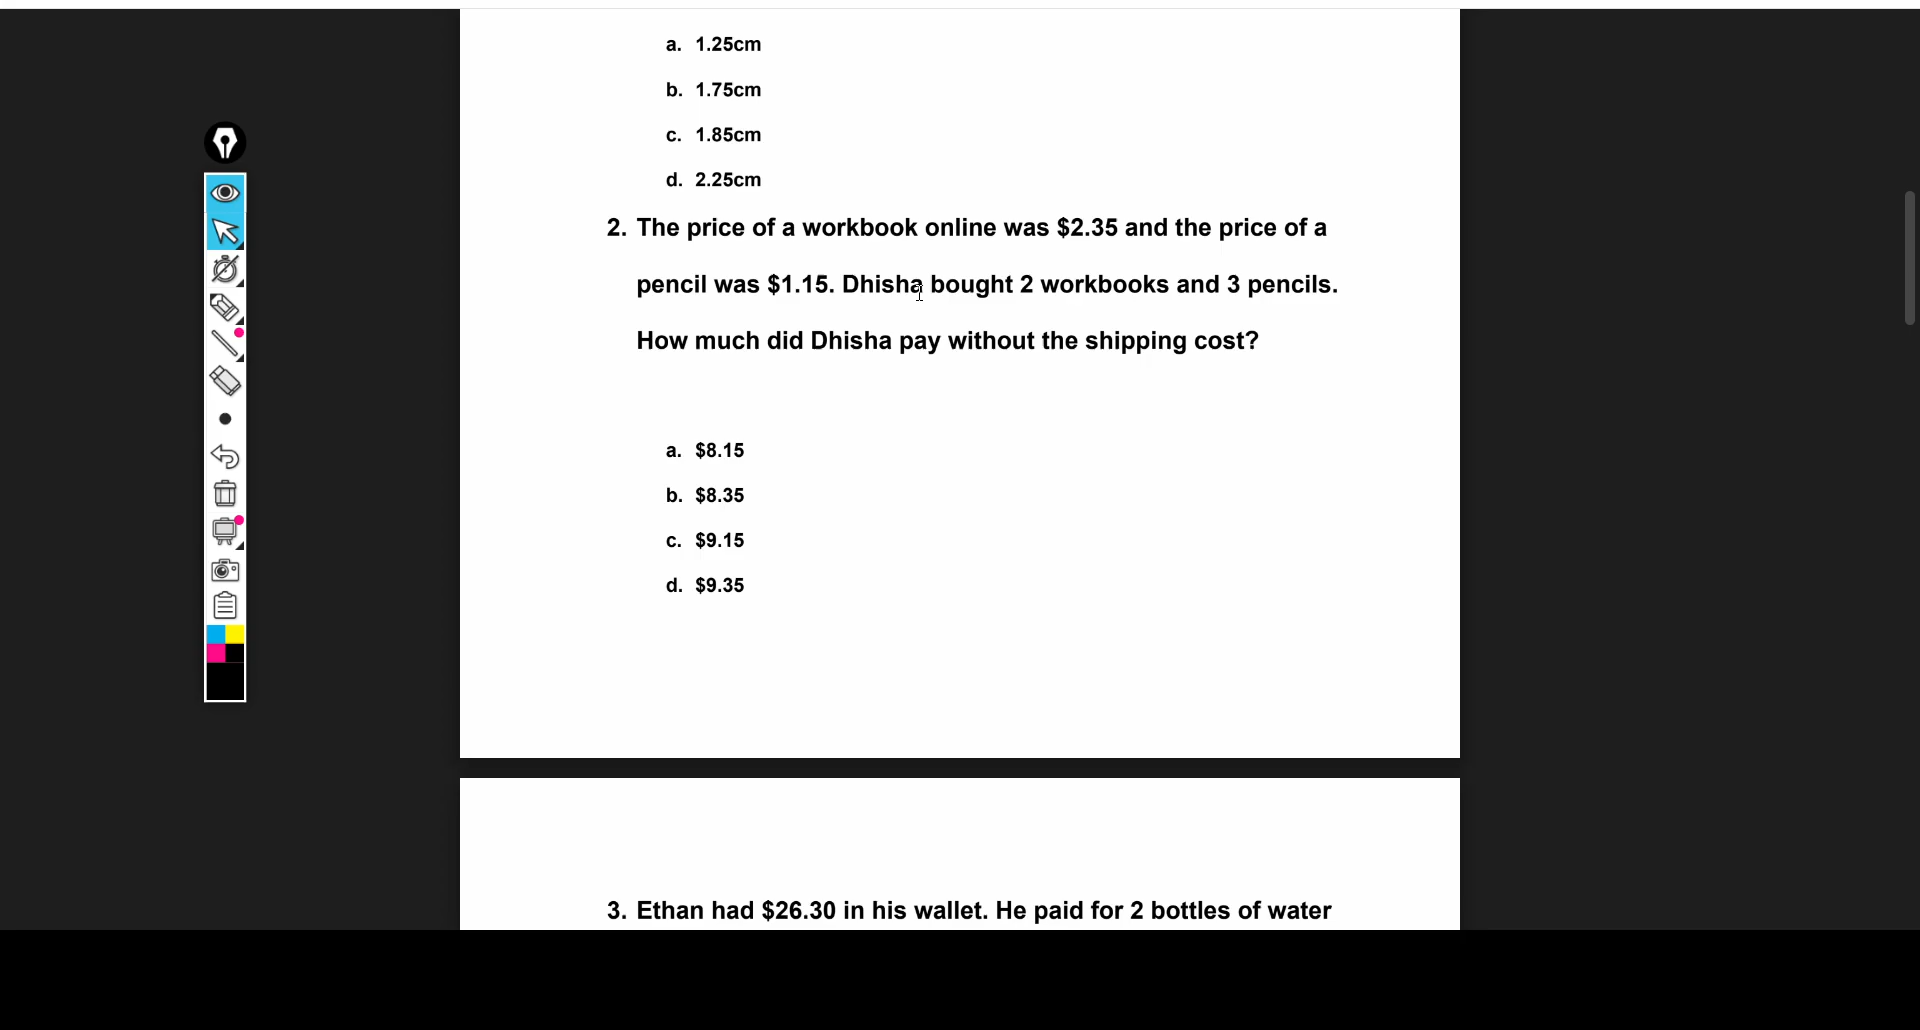 a. 1.25cm
b. 1.75cm
c. 1.85cm
d. 2.25cm
2. The price of a workbook online was $2.35 and the price of a
pencil was $1.15. Dhisha bought 2 workbooks and 3 pencils.
How much did Dhisha pay without the shipping cost?
a. $8.15
b. $8.35
c. $9.15
d. $9.35
3. Ethan had $26.30 in his wallet. He paid for 2 bottles of water